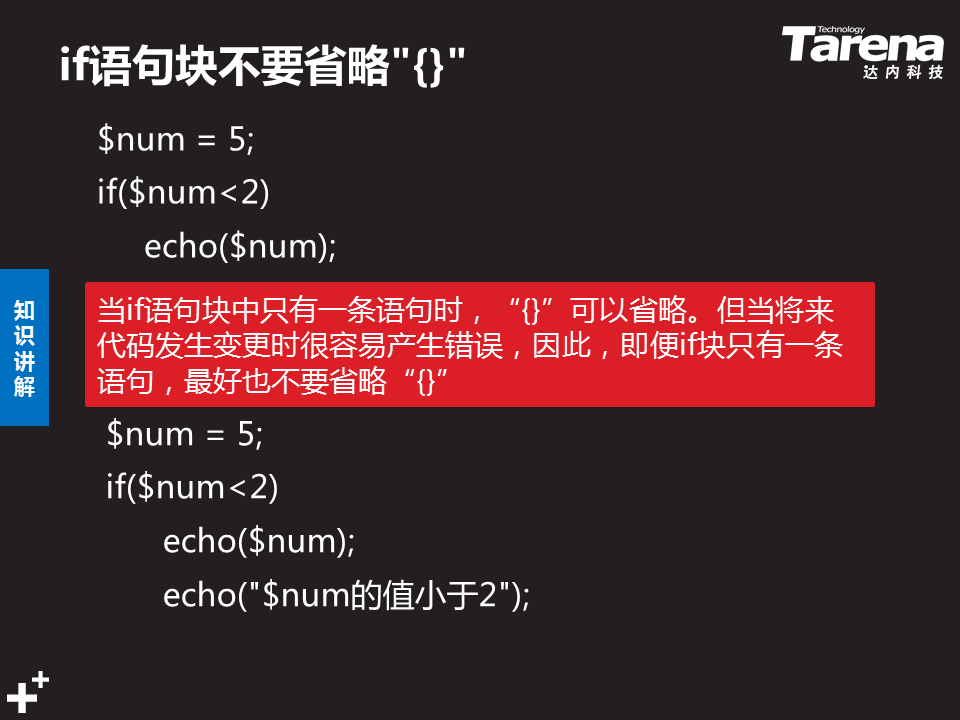 if语句块不要省略"{}"
Technology
Tarena
达内科技
$num = 5;
if($num<2)
echo($num);
知识讲解
当if语句块中只有一条语句时，“{}”可以省略。但当将来
代码发生变更时很容易产生错误，因此，即便if块只有一条
语句，最好也不要省略“{}”
$num = 5;
if($num<2)
echo($num);
echo("$num的值小于2");